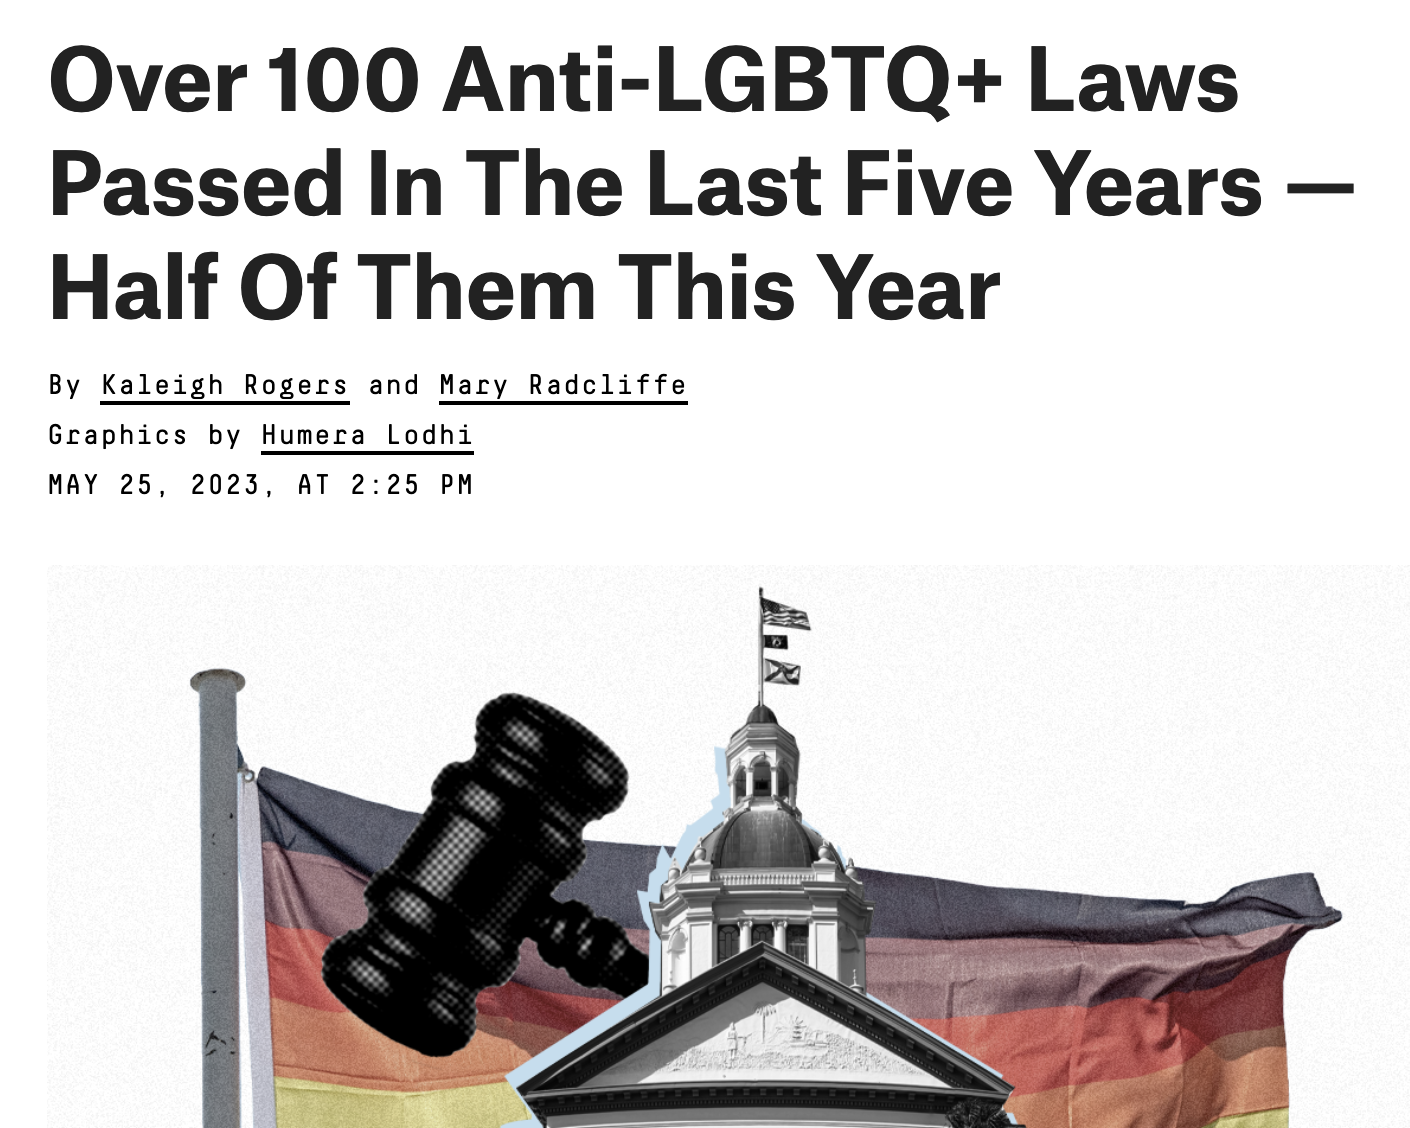 Over 100 Anti-LGBTQ+ Laws
Passed In The Last Five Years —
Half Of Them This Year
By Kaleigh Rogers and Mary Radcliffe
Graphics by Humera Lodhi
MAY 25, 2023, AT 2:25 PM